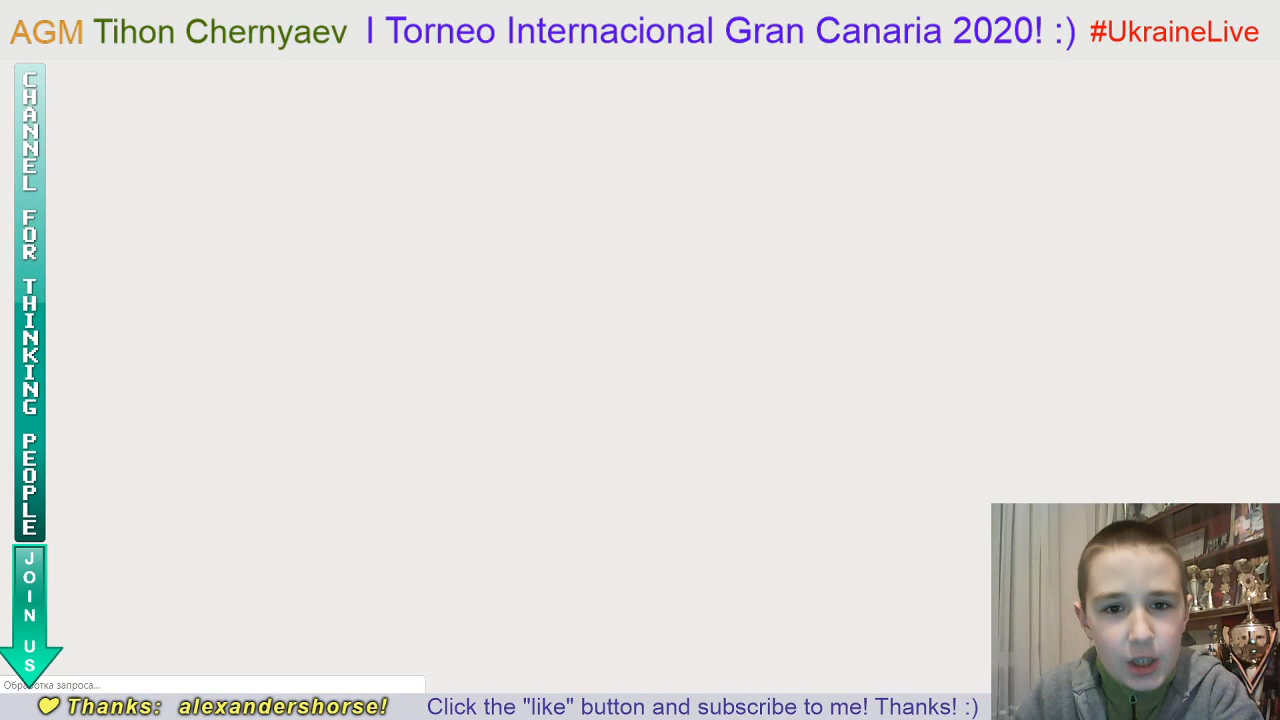 AGM Tihon Chernyaev I Torneo Internacional Gran Canaria 2020! :) #UkraineLive
CHANNEL FOR THINKING PEOPLE
JOIN US
Обработка запроса...
Thanks: alexandershorse! Click the "like" button and subscribe to me! Thanks! :)